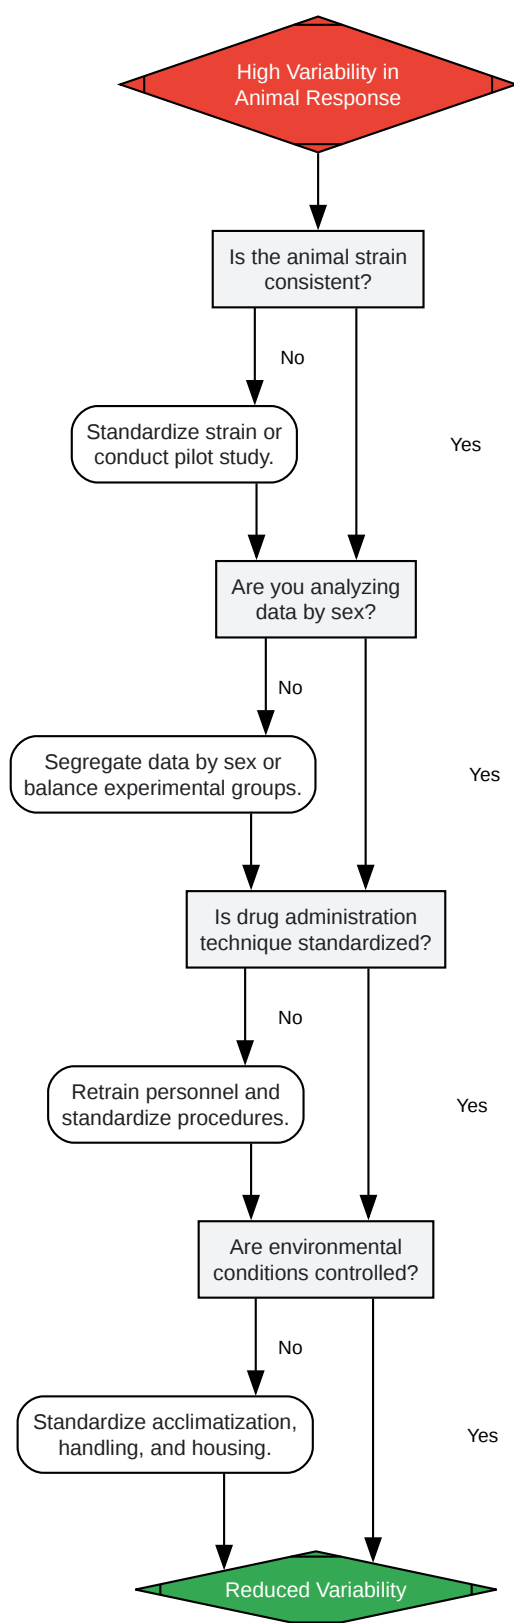 High Variability in
Animal Response
Is the animal strain
consistent?
No
Standardize strain or
conduct pilot study.
Yes
Are you analyzing
data by sex?
No
Segregate data by sex or
balance experimental groups.
Yes
Is drug administration
technique standardized?
No
Retrain personnel and
standardize procedures.
Yes
Are environmental
conditions controlled?
No
Standardize acclimatization,
handling, and housing.
Yes
Reduced Variability